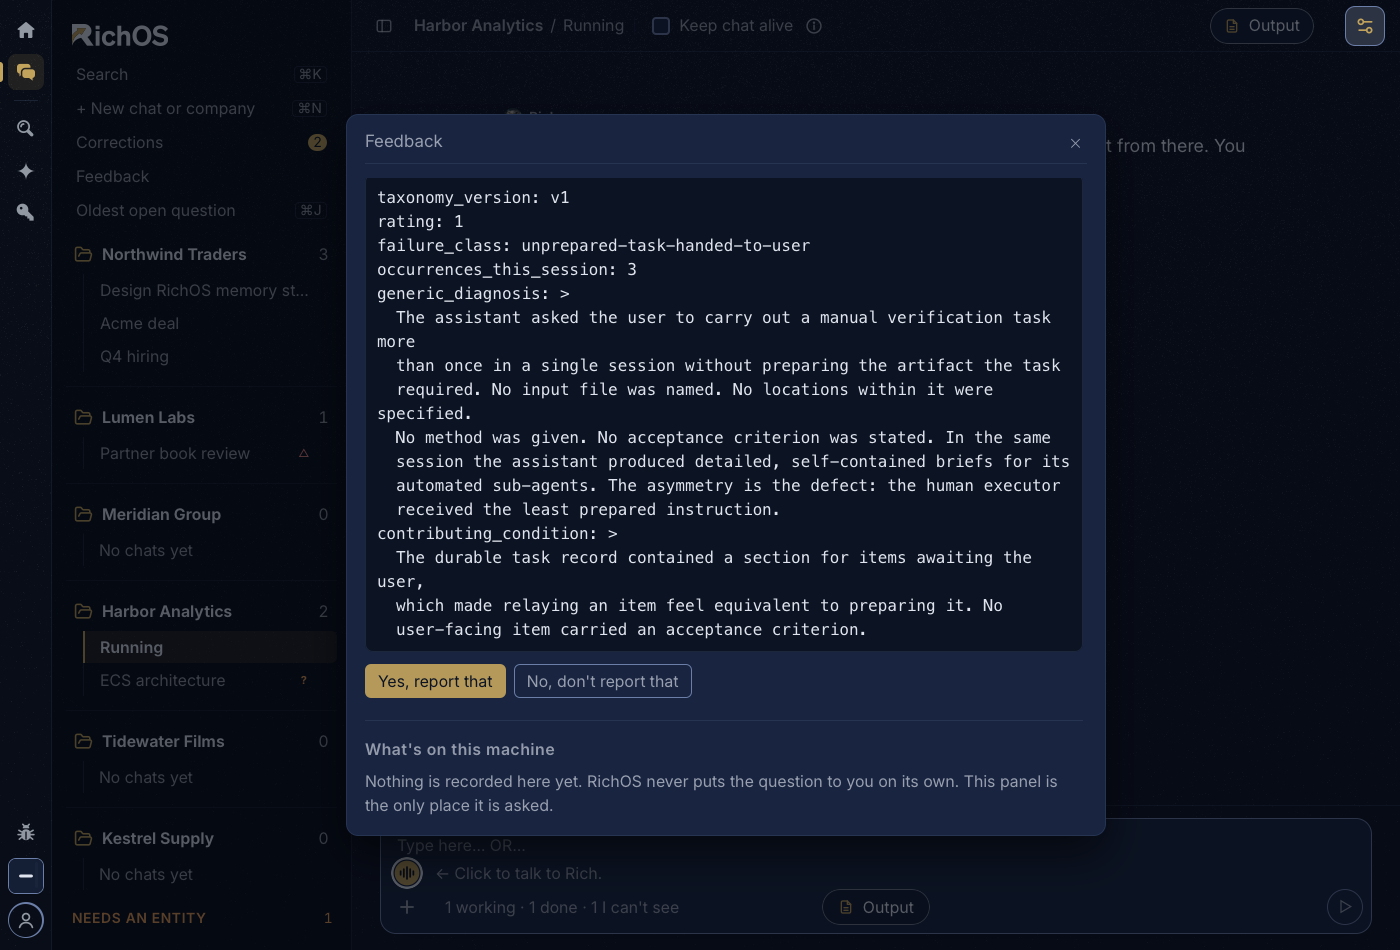 RichOS
Search ⌘K
+ New chat or company ⌘N
Corrections 2
Feedback
Oldest open question ⌘J
Northwind Traders 3
Design RichOS memory st...
Acme deal
Q4 hiring
Lumen Labs 1
Partner book review
Meridian Group 0
No chats yet
Harbor Analytics 2
Running
ECS architecture ?
Tidewater Films 0
No chats yet
Kestrel Supply 0
No chats yet
NEEDS AN ENTITY 1
Harbor Analytics / Running
Keep chat alive
Output
t from there. You
Feedback
taxonomy_version: v1
rating: 1
failure_class: unprepared-task-handed-to-user
occurrences_this_session: 3
generic_diagnosis: >
The assistant asked the user to carry out a manual verification task
more
than once in a single session without preparing the artifact the task
required. No input file was named. No locations within it were
specified.
No method was given. No acceptance criterion was stated. In the same
session the assistant produced detailed, self-contained briefs for its
automated sub-agents. The asymmetry is the defect: the human executor
received the least prepared instruction.
contributing_condition: >
The durable task record contained a section for items awaiting the
user,
which made relaying an item feel equivalent to preparing it. No
user-facing item carried an acceptance criterion.
Yes, report that
No, don't report that
What's on this machine
Nothing is recorded here yet. RichOS never puts the question to you on its own. This panel is
the only place it is asked.
Type here... OR...
← Click to talk to Rich.
1 working · 1 done · 1 I can't see
Output